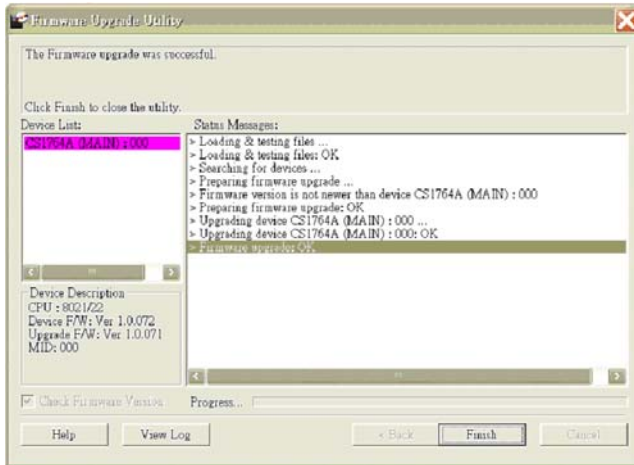 Firmware Upgrade Utility
The Firmware upgrade was successful.
Click Finish to close the utility.
Device List:
CS1764A (MAIN) : 000
Status Messages:
> Loading & testing files ...
> Loading & testing files: OK
> Searching for devices ...
> Preparing firmware upgrade ...
> Firmware version is not newer than device CS1764A (MAIN) : 000
> Preparing firmware upgrade: OK
> Upgrading device CS1764A (MAIN) : 000 ...
> Upgrading device CS1764A (MAIN) : 000: OK
> Firmware upgrade: OK
Device Description
CPU : 8021/22
Device F/W: Ver 1.0.072
Upgrade F/W: Ver 1.0.071
MID: 000
Check Firmware Version
Progress...
Help
View Log
< Back
Finish
Cancel